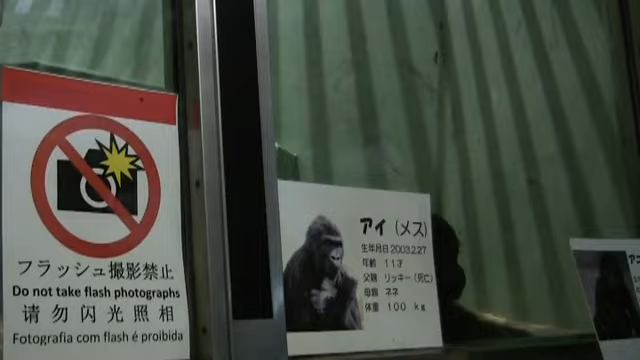 フラッシュ撮影禁止
Do not take flash photographs
请勿闪光照相
Fotografia com flash é proibida
アイ (メス)
生年月日 2003.2.27
年齢 11才
父親 リッキー (死亡)
母親 ネネ
体重 100 kg